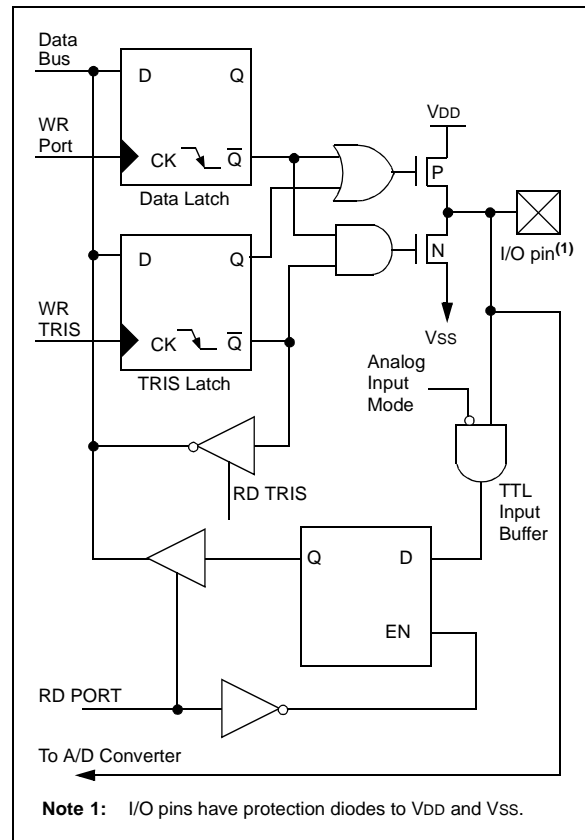 Data
Bus
D
Q
VDD
WR
Port
CK
Q
P
Data Latch
I/O pin(1)
D
Q
N
WR
TRIS
CK
Q
VSS
TRIS Latch
Analog
Input
Mode
RD TRIS
TTL
Input
Buffer
Q
D
EN
RD PORT
To A/D Converter
Note 1: I/O pins have protection diodes to VDD and VSS.